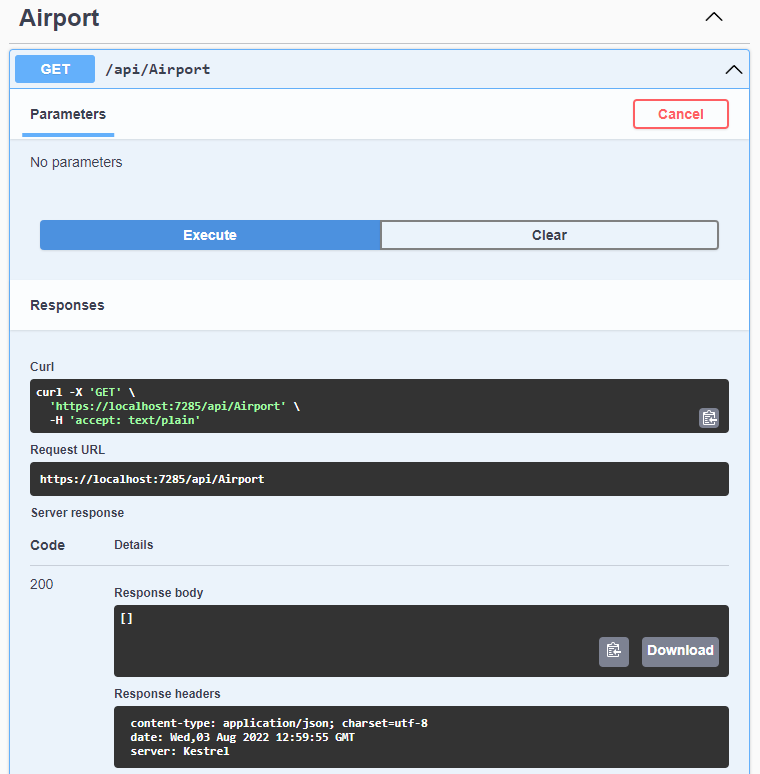 Airport
GET /api/Airport
Parameters Cancel
No parameters
Execute Clear
Responses
Curl
curl -X 'GET' \
'https://localhost:7285/api/Airport' \
-H 'accept: text/plain'
Request URL
https://localhost:7285/api/Airport
Server response
Code Details
200
Response body
[]
Download
Response headers
content-type: application/json; charset=utf-8
date: Wed,03 Aug 2022 12:59:55 GMT
server: Kestrel